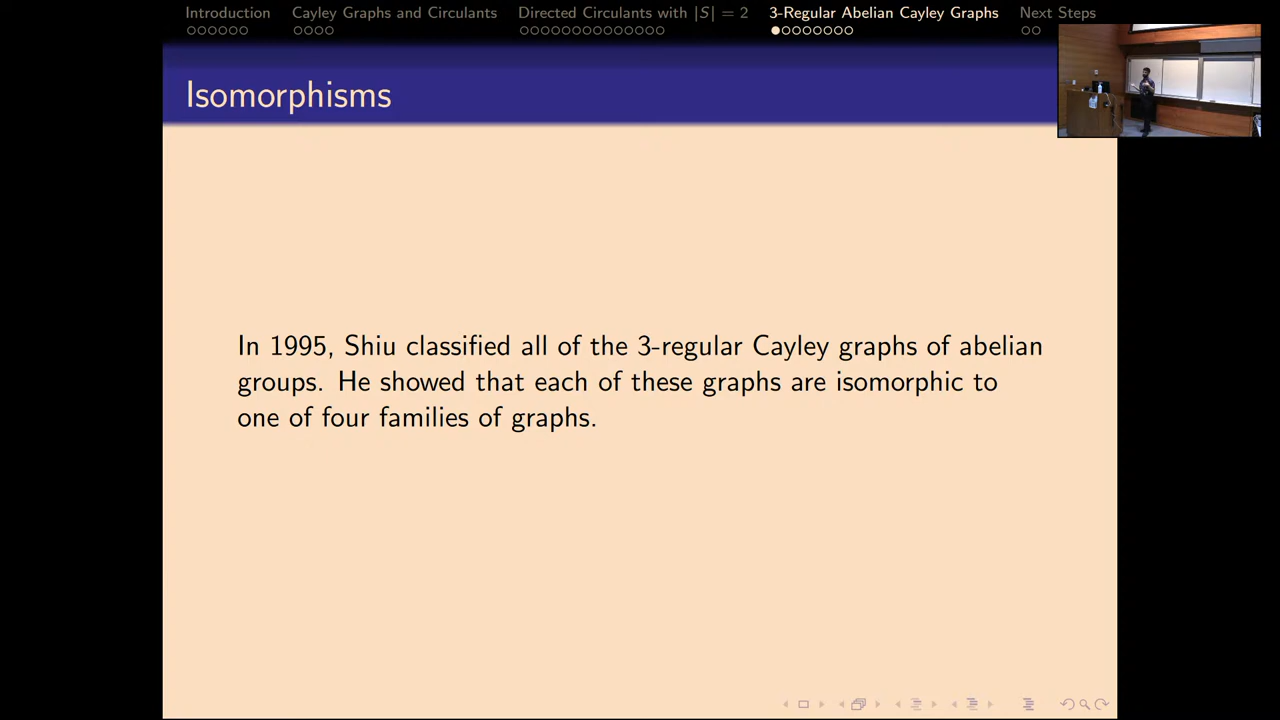 Introduction
Cayley Graphs and Circulants
Directed Circulants with |S| = 2
3-Regular Abelian Cayley Graphs
Next Steps
Isomorphisms
In 1995, Shiu classified all of the 3-regular Cayley graphs of abelian
groups. He showed that each of these graphs are isomorphic to
one of four families of graphs.